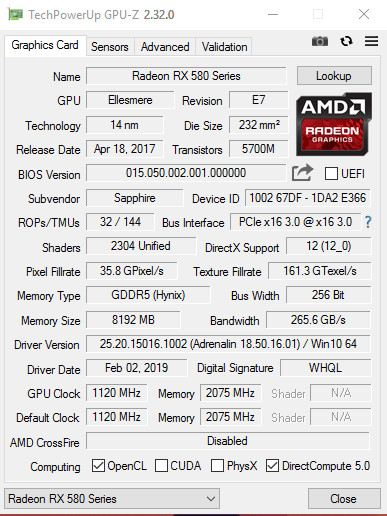 TechPowerUp GPU-Z 2.32.0
Graphics Card Sensors Advanced Validation
Name Radeon RX 580 Series Lookup
GPU Ellesmere Revision E7
AMD
RADEON
GRAPHICS
Technology 14 nm Die Size 232 mm²
Release Date Apr 18, 2017 Transistors 5700M
BIOS Version 015.050.002.001.000000 UEFI
Subvendor Sapphire Device ID 1002 67DF - 1DA2 E366
ROPs/TMUs 32 / 144 Bus Interface PCIe x16 3.0 @ x16 3.0 ?
Shaders 2304 Unified DirectX Support 12 (12_0)
Pixel Fillrate 35.8 GPixel/s Texture Fillrate 161.3 GTexel/s
Memory Type GDDR5 (Hynix) Bus Width 256 Bit
Memory Size 8192 MB Bandwidth 265.6 GB/s
Driver Version 25.20.15016.1002 (Adrenalin 18.50.16.01) / Win10 64
Driver Date Feb 02, 2019 Digital Signature WHQL
GPU Clock 1120 MHz Memory 2075 MHz Shader N/A
Default Clock 1120 MHz Memory 2075 MHz Shader N/A
AMD CrossFire Disabled
Computing OpenCL CUDA PhysX DirectCompute 5.0
Radeon RX 580 Series Close